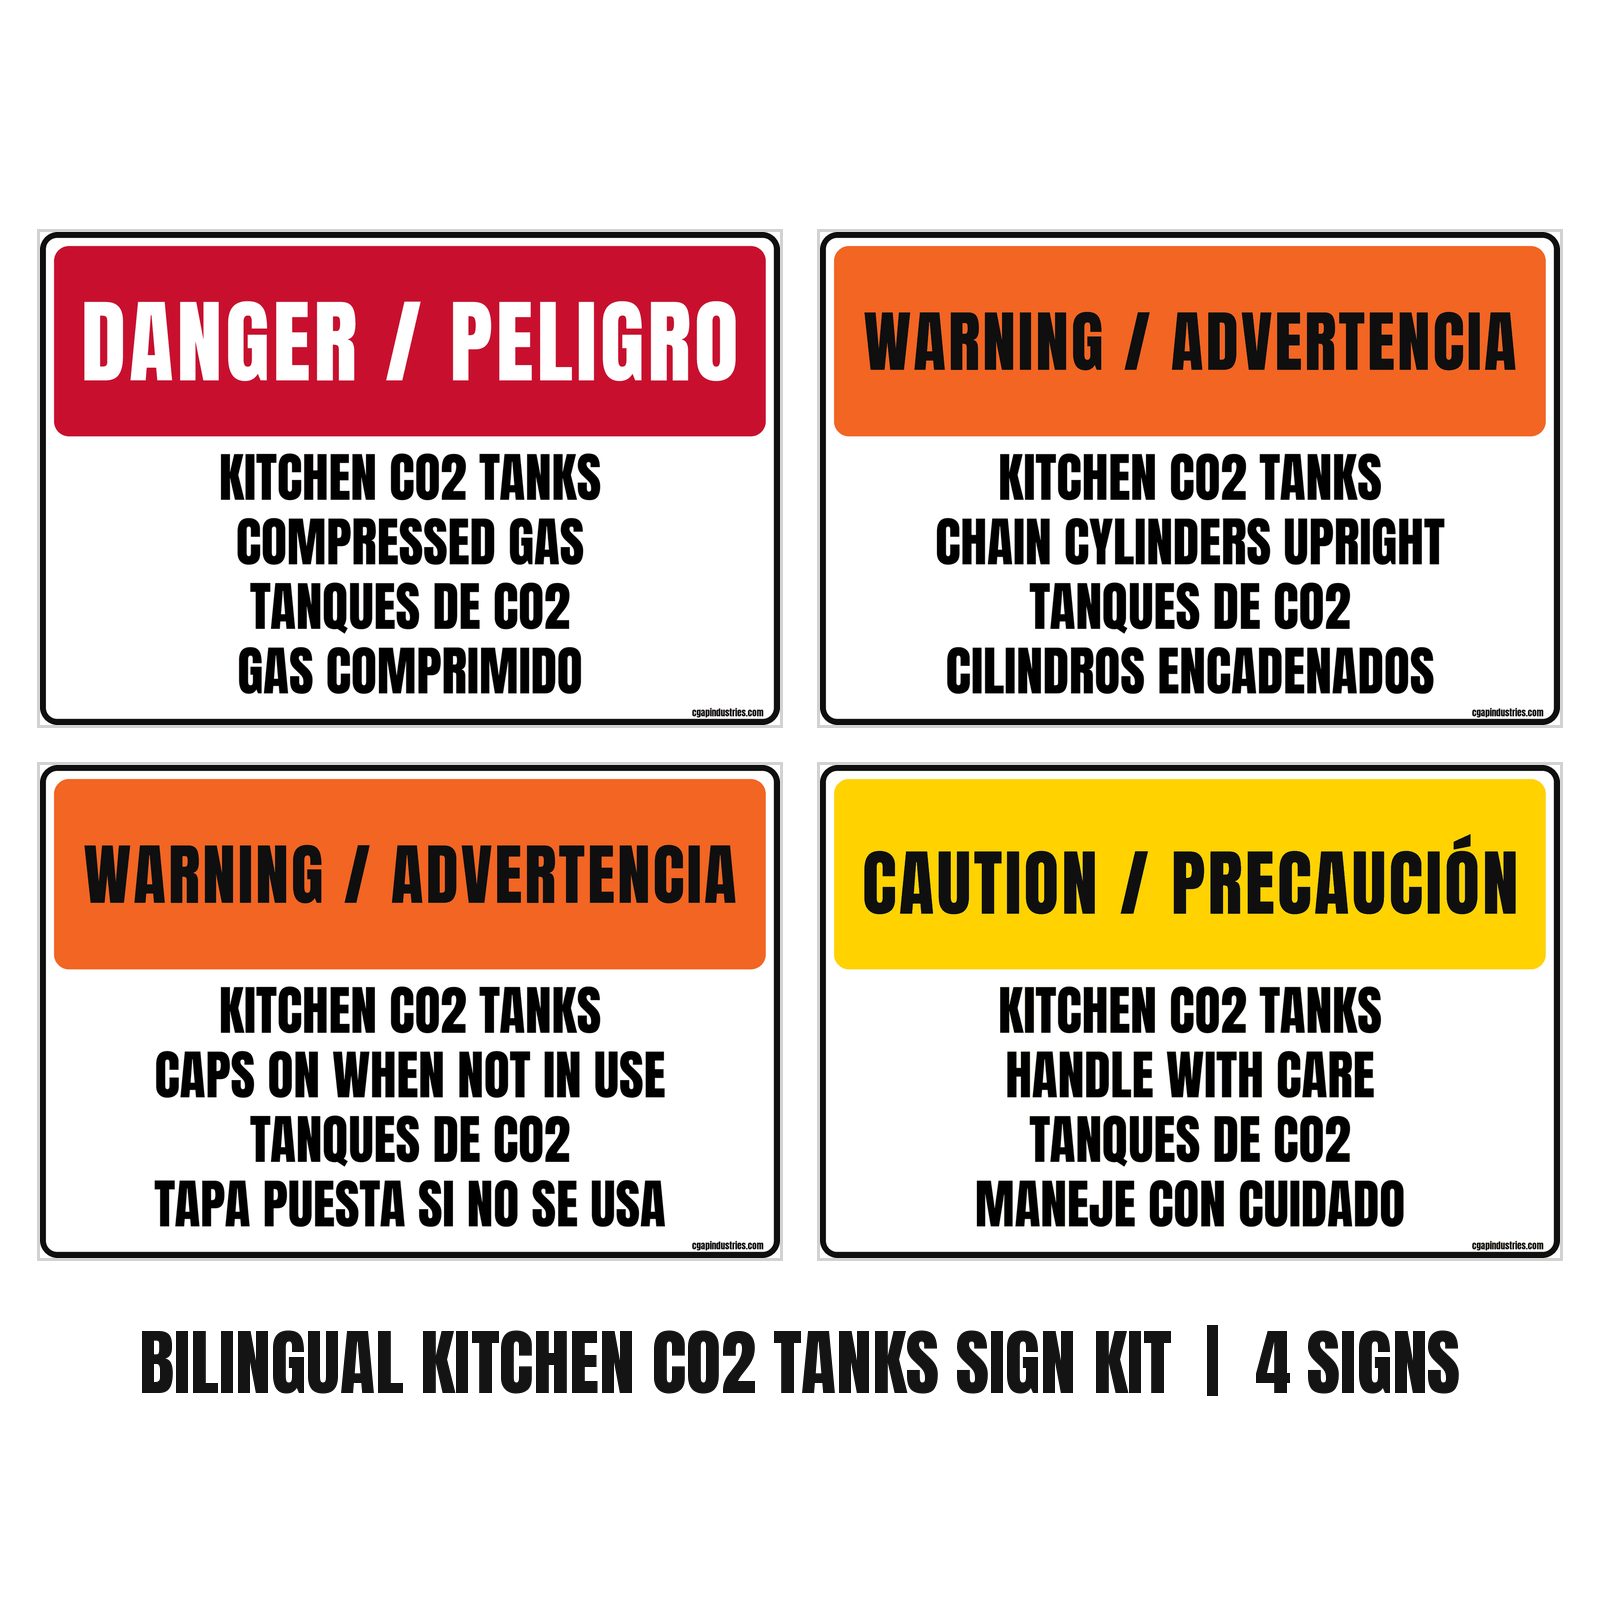 DANGER / PELIGRO
KITCHEN CO2 TANKS
COMPRESSED GAS
TANQUES DE CO2
GAS COMPRIMIDO
cgapindustries.com
WARNING / ADVERTENCIA
KITCHEN CO2 TANKS
CHAIN CYLINDERS UPRIGHT
TANQUES DE CO2
CILINDROS ENCADENADOS
cgapindustries.com
WARNING / ADVERTENCIA
KITCHEN CO2 TANKS
CAPS ON WHEN NOT IN USE
TANQUES DE CO2
TAPA PUESTA SI NO SE USA
cgapindustries.com
CAUTION / PRECAUCIÓN
KITCHEN CO2 TANKS
HANDLE WITH CARE
TANQUES DE CO2
MANEJE CON CUIDADO
cgapindustries.com
BILINGUAL KITCHEN CO2 TANKS SIGN KIT | 4 SIGNS